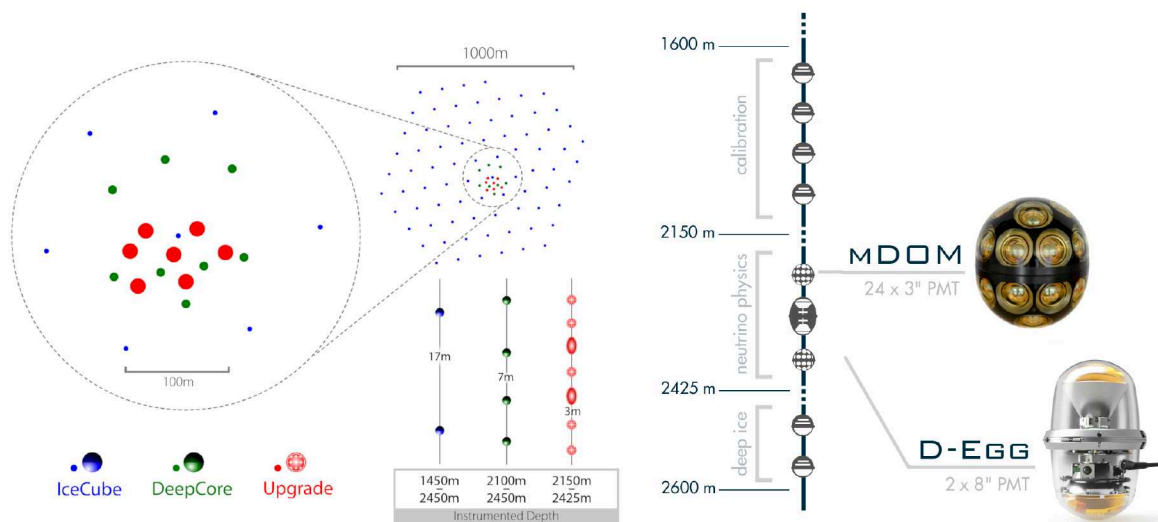 1000m
100m
IceCube
DeepCore
Upgrade
17m
7m
3m
1450m
2450m
2100m
2450m
2150m
2425m
Instrumented Depth
1600 m
calibration
2150 m
neutrino physics
2425 m
deep ice
2600 m
mDOM
24 x 3" PMT
D-Egg
2 x 8" PMT